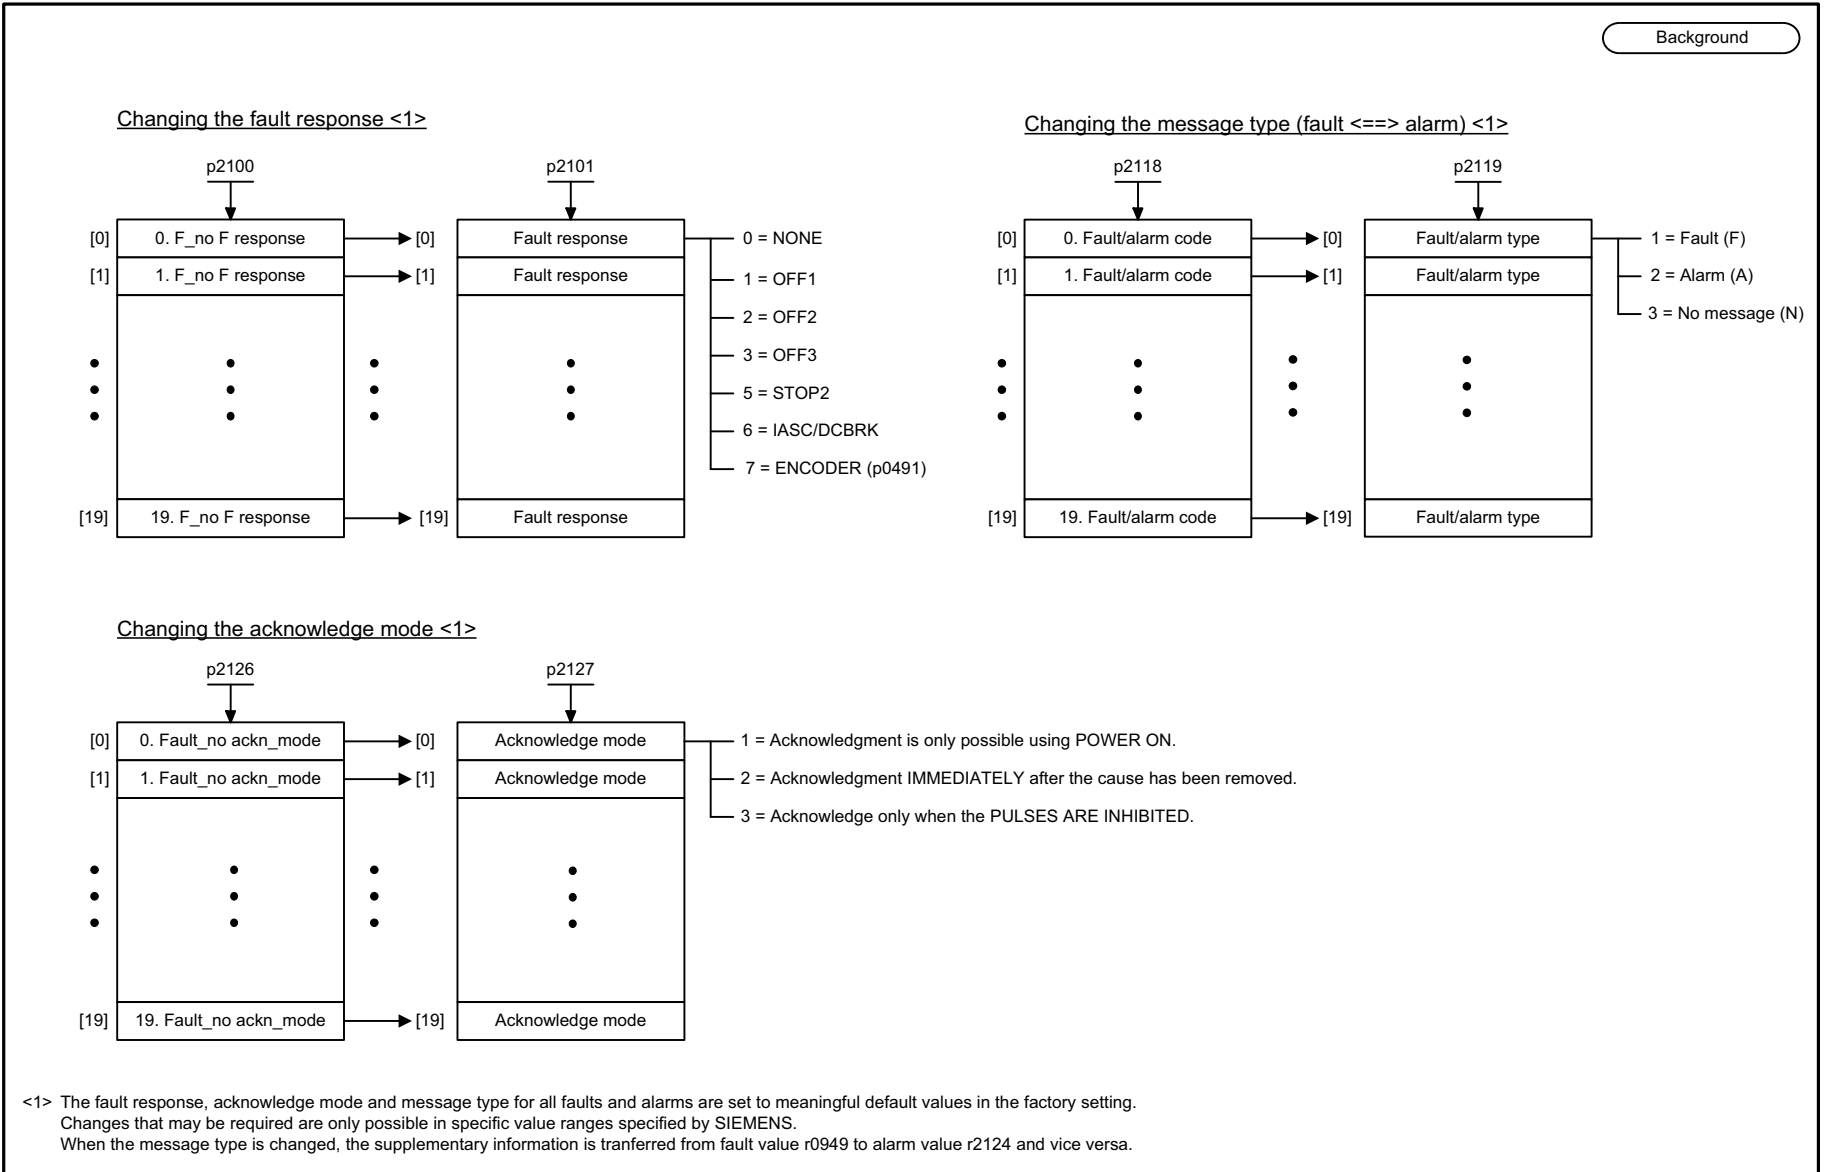 Background
Changing the fault response <1>
p2100 p2101
[0] 0. F_no F response [0] Fault response 0 = NONE
[1] 1. F_no F response [1] Fault response 1 = OFF1
2 = OFF2
3 = OFF3
5 = STOP2
6 = IASC/DCBRK
7 = ENCODER (p0491)
[19] 19. F_no F response [19] Fault response
Changing the message type (fault <==> alarm) <1>
p2118 p2119
[0] 0. Fault/alarm code [0] Fault/alarm type 1 = Fault (F)
[1] 1. Fault/alarm code [1] Fault/alarm type 2 = Alarm (A)
3 = No message (N)
[19] 19. Fault/alarm code [19] Fault/alarm type
Changing the acknowledge mode <1>
p2126 p2127
[0] 0. Fault_no ackn_mode [0] Acknowledge mode 1 = Acknowledgment is only possible using POWER ON.
[1] 1. Fault_no ackn_mode [1] Acknowledge mode 2 = Acknowledgment IMMEDIATELY after the cause has been removed.
3 = Acknowledge only when the PULSES ARE INHIBITED.
[19] 19. Fault_no ackn_mode [19] Acknowledge mode
<1> The fault response, acknowledge mode and message type for all faults and alarms are set to meaningful default values in the factory setting.
Changes that may be required are only possible in specific value ranges specified by SIEMENS.
When the message type is changed, the supplementary information is tranferred from fault value r0949 to alarm value r2124 and vice versa.